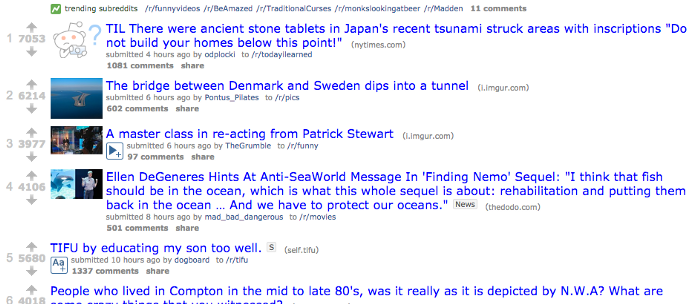 trending subreddits /r/funnyvideos /r/BeAmazed /r/TraditionalCurses /r/monkslookingatbeer /r/Madden 11 comments
1 7053 TIL There were ancient stone tablets in Japan's recent tsunami struck areas with inscriptions "Do
not build your homes below this point!" (nytimes.com)
submitted 4 hours ago by odplocki to /r/todayilearned
1081 comments share
2 6214 The bridge between Denmark and Sweden dips into a tunnel (i.imgur.com)
submitted 6 hours ago by Pontus_Pilates to /r/pics
602 comments share
3 3977 A master class in re-acting from Patrick Stewart (i.imgur.com)
submitted 6 hours ago by TheGrumble to /r/funny
97 comments share
4 4106 Ellen DeGeneres Hints At Anti-SeaWorld Message In 'Finding Nemo' Sequel: "I think that fish
should be in the ocean, which is what this whole sequel is about: rehabilitation and putting them
back in the ocean ... And we have to protect our oceans." News (thedodo.com)
submitted 8 hours ago by mad_bad_dangerous to /r/movies
501 comments share
5 5680 TIFU by educating my son too well. S (self.tifu)
submitted 10 hours ago by dogboard to /r/tifu
Aa 1337 comments share
6 4018 People who lived in Compton in the mid to late 80's, was it really as it is depicted by N.W.A? What are
some crazy things that you witnessed?